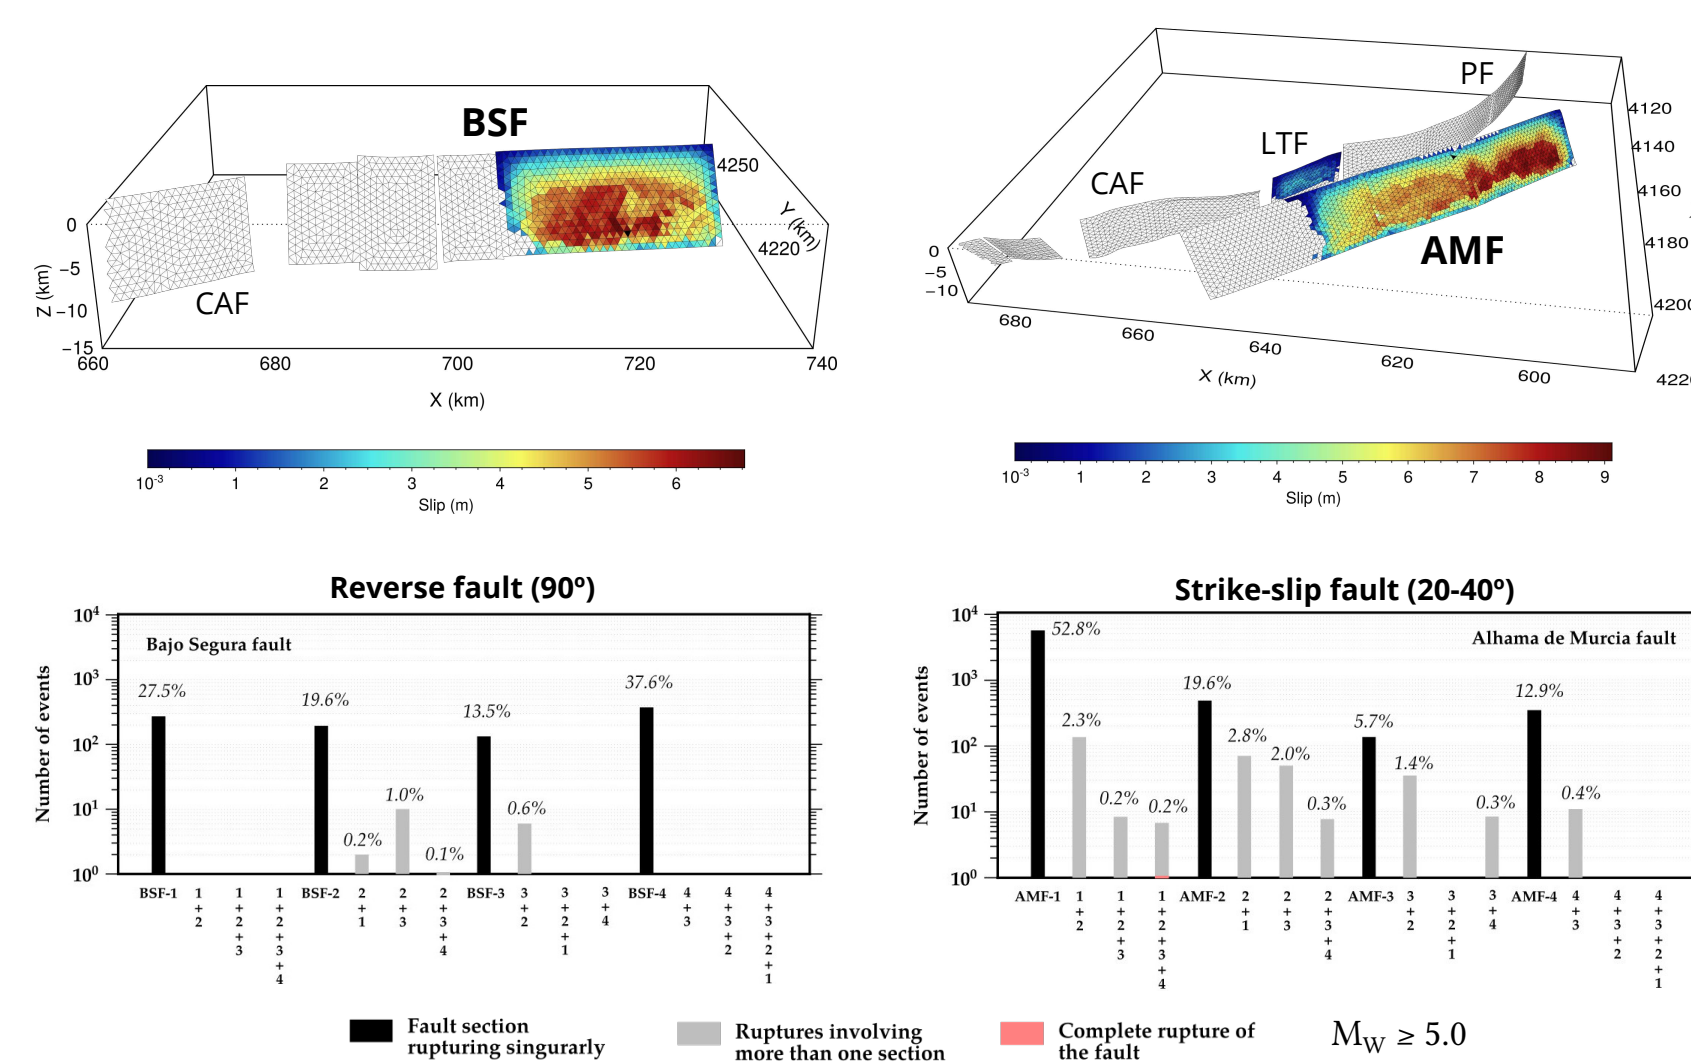 BSF
CAF
4250
4220
Y (km)
0
−5
−10
−15
Z (km)
660
680
700
720
740
X (km)
10-3
1
2
3
4
5
6
Slip (m)
PF
LTF
CAF
AMF
4120
4140
4160
4180
4200
4220
0
−5
−10
680
660
640
620
600
X (km)
10-3
1
2
3
4
5
6
7
8
9
Slip (m)
Reverse fault (90º)
Bajo Segura fault
Number of events
10⁴
10³
10²
10¹
10⁰
27.5%
19.6%
0.2%
1.0%
0.1%
13.5%
0.6%
37.6%
BSF-1
1+2
1+2+3
1+2+3+4
BSF-2
2+1
2+3
2+3+4
BSF-3
3+2
3+2+1
3+4
BSF-4
4+3
4+3+2
4+3+2+1
Strike-slip fault (20-40º)
Alhama de Murcia fault
Number of events
10⁴
10³
10²
10¹
10⁰
52.8%
2.3%
0.2%
0.2%
19.6%
2.8%
2.0%
0.3%
5.7%
1.4%
0.3%
12.9%
0.4%
AMF-1
1+2
1+2+3
1+2+3+4
AMF-2
2+1
2+3
2+3+4
AMF-3
3+2
3+2+1
3+4
AMF-4
4+3
4+3+2
4+3+2+1
Fault section
rupturing singurarly
Ruptures involving
more than one section
Complete rupture of
the fault
MW ≥ 5.0